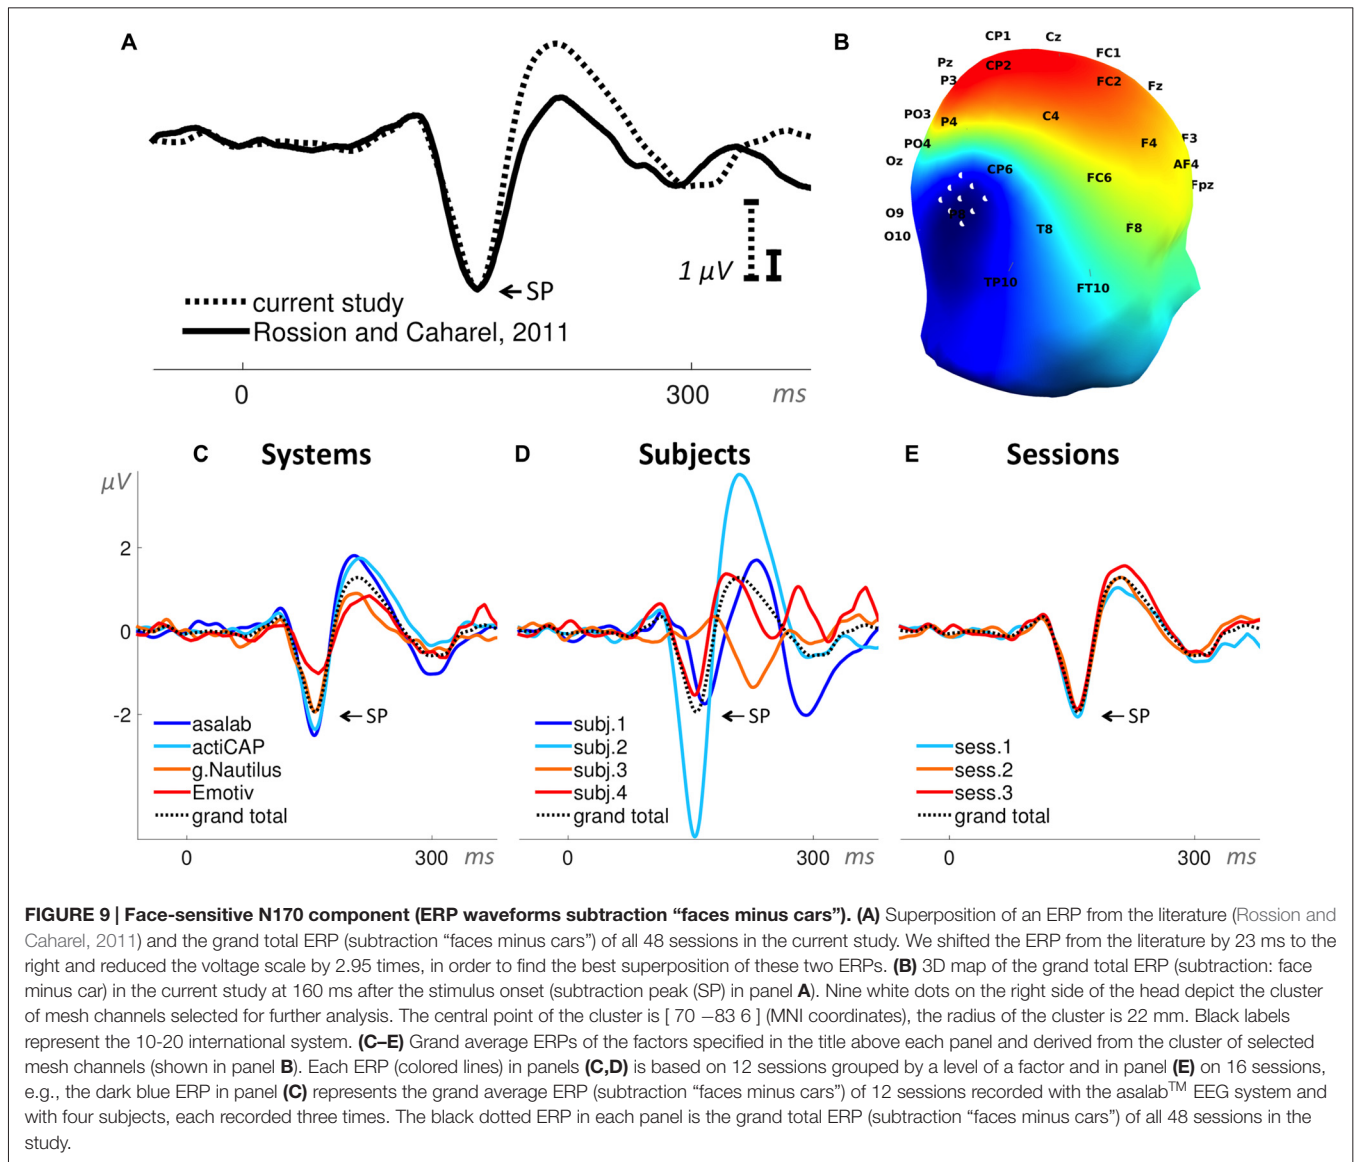 A
SP
1 μV
current study
Rossion and Caharel, 2011
0
300
ms
B
CP1
Cz
FC1
Pz
CP2
FC2
P3
Fz
PO3
P4
C4
F3
PO4
F4
Oz
AF4
CP6
FC6
Fpz
O9
P8
O10
T8
F8
TP10
FT10
C
Systems
μV
2
0
-2
SP
asalab
actiCAP
g.Nautilus
Emotiv
grand total
0
300
ms
D
Subjects
SP
subj.1
subj.2
subj.3
subj.4
grand total
0
300
ms
E
Sessions
SP
sess.1
sess.2
sess.3
grand total
0
300
ms
FIGURE 9 | Face-sensitive N170 component (ERP waveforms subtraction “faces minus cars”). (A) Superposition of an ERP from the literature (Rossion and
Caharel, 2011) and the grand total ERP (subtraction “faces minus cars”) of all 48 sessions in the current study. We shifted the ERP from the literature by 23 ms to the
right and reduced the voltage scale by 2.95 times, in order to find the best superposition of these two ERPs. (B) 3D map of the grand total ERP (subtraction: face
minus car) in the current study at 160 ms after the stimulus onset (subtraction peak (SP) in panel A). Nine white dots on the right side of the head depict the cluster
of mesh channels selected for further analysis. The central point of the cluster is [ 70 −83 6 ] (MNI coordinates), the radius of the cluster is 22 mm. Black labels
represent the 10-20 international system. (C–E) Grand average ERPs of the factors specified in the title above each panel and derived from the cluster of selected
mesh channels (shown in panel B). Each ERP (colored lines) in panels (C,D) is based on 12 sessions grouped by a level of a factor and in panel (E) on 16 sessions,
e.g., the dark blue ERP in panel (C) represents the grand average ERP (subtraction “faces minus cars”) of 12 sessions recorded with the asalab™ EEG system and
with four subjects, each recorded three times. The black dotted ERP in each panel is the grand total ERP (subtraction “faces minus cars”) of all 48 sessions in the
study.